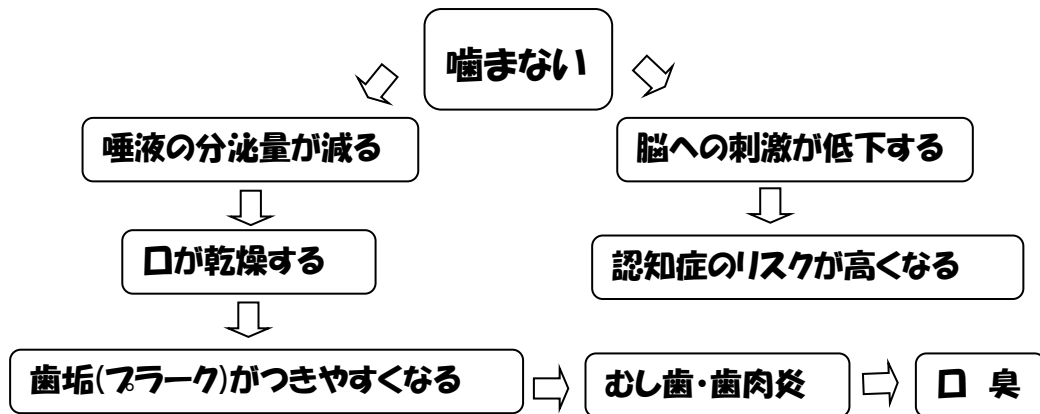 噛まない
唾液の分泌量が減る
脳への刺激が低下する
口が乾燥する
認知症のリスクが高くなる
歯垢(プラーク)がつきやすくなる
むし歯・歯肉炎
口 臭